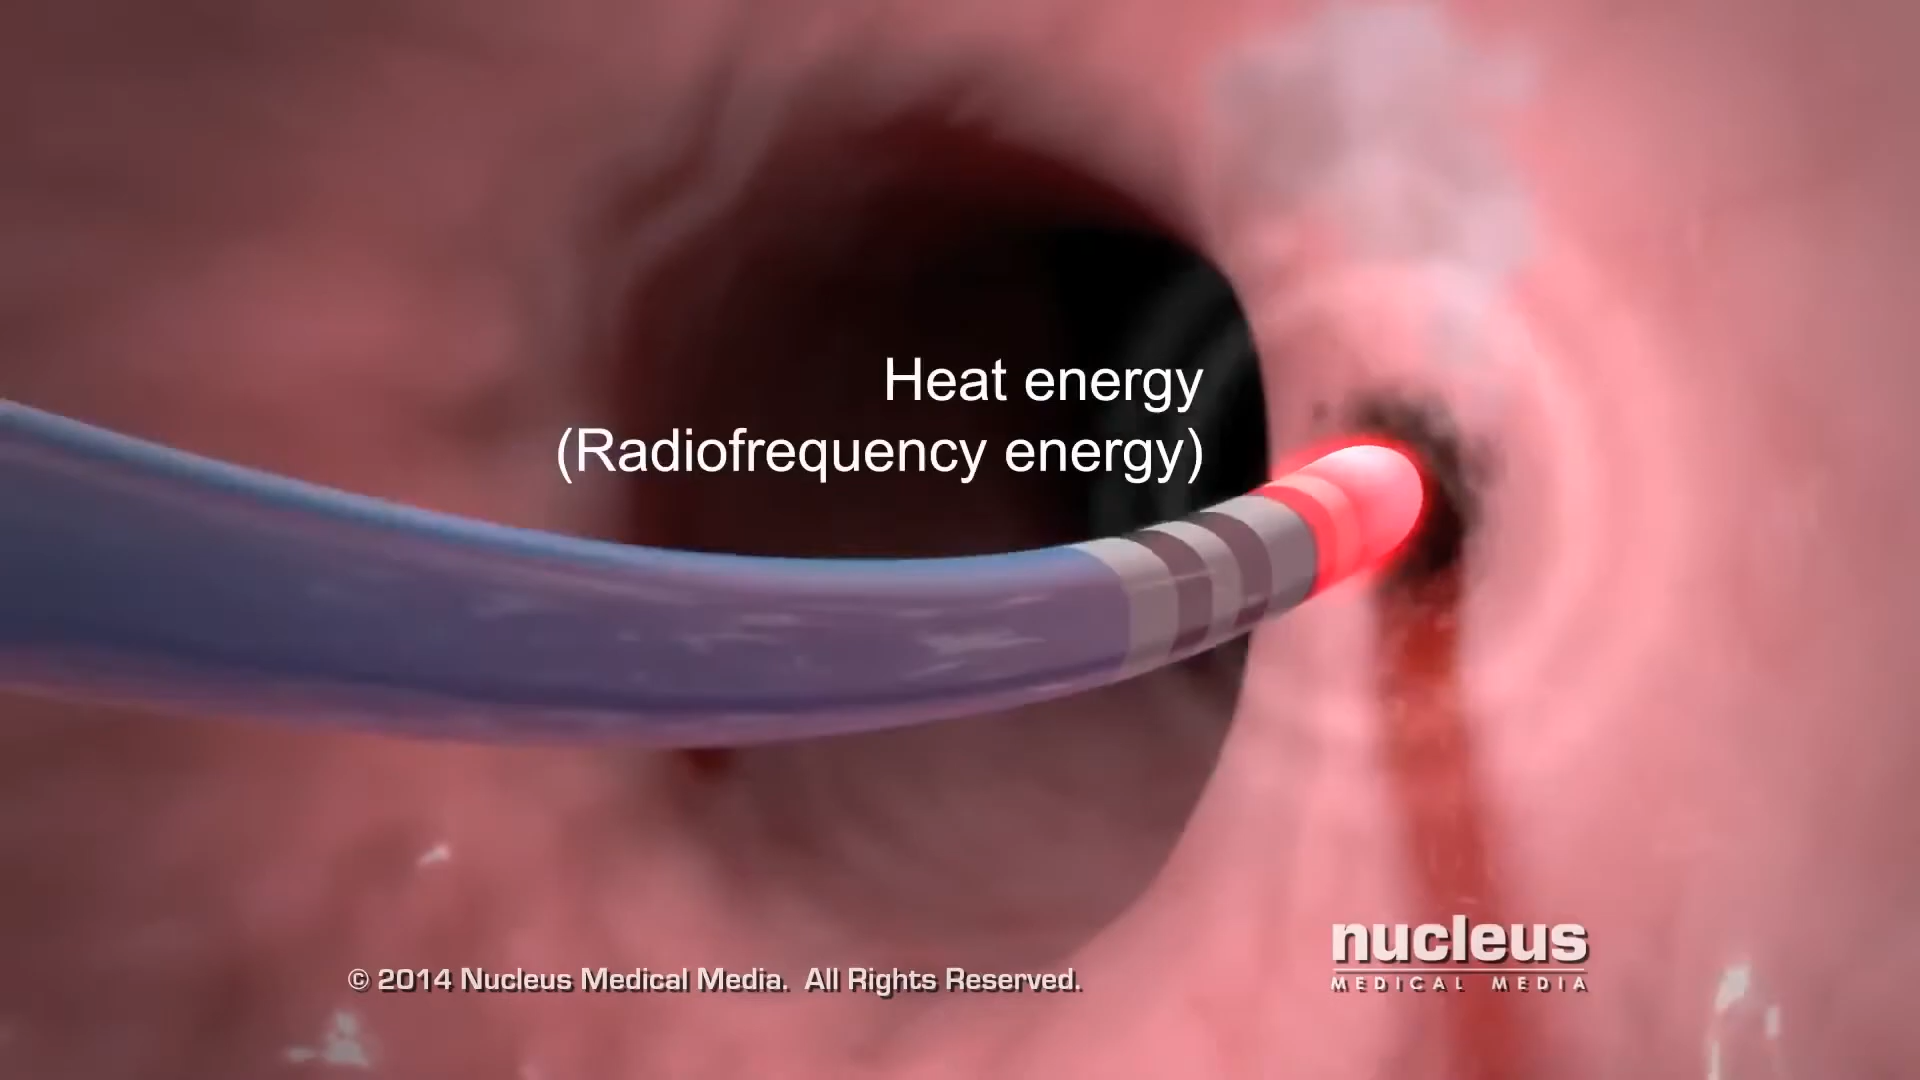 Heat energy
(Radiofrequency energy)
© 2014 Nucleus Medical Media. All Rights Reserved.
nucleus
MEDICAL MEDIA